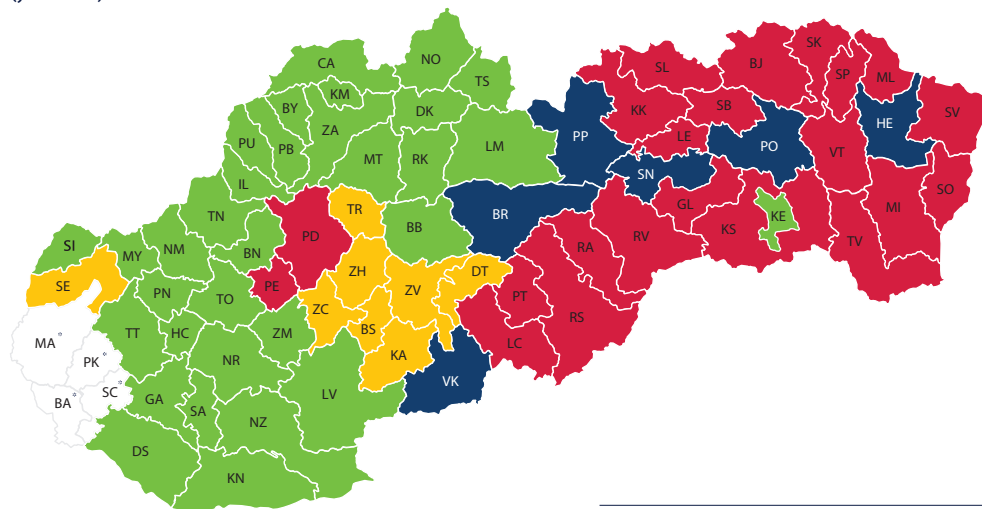 CA
NO
TS
KM
BY
DK
ZA
PU
PB
MT
RK
LM
IL
SL
BJ
SK
SP
ML
SV
KK
SB
HE
PP
LE
PO
VT
SN
SO
MI
GL
KE
KS
TV
RV
RA
BR
TN
TR
BB
PD
SI
MY
NM
BN
SE
PE
ZH
DT
PN
TO
ZC
ZV
PT
RS
TT
HC
ZM
BS
LC
MA*
PK*
NR
KA
VK
BA*
SC*
GA
SA
LV
NZ
DS
KN